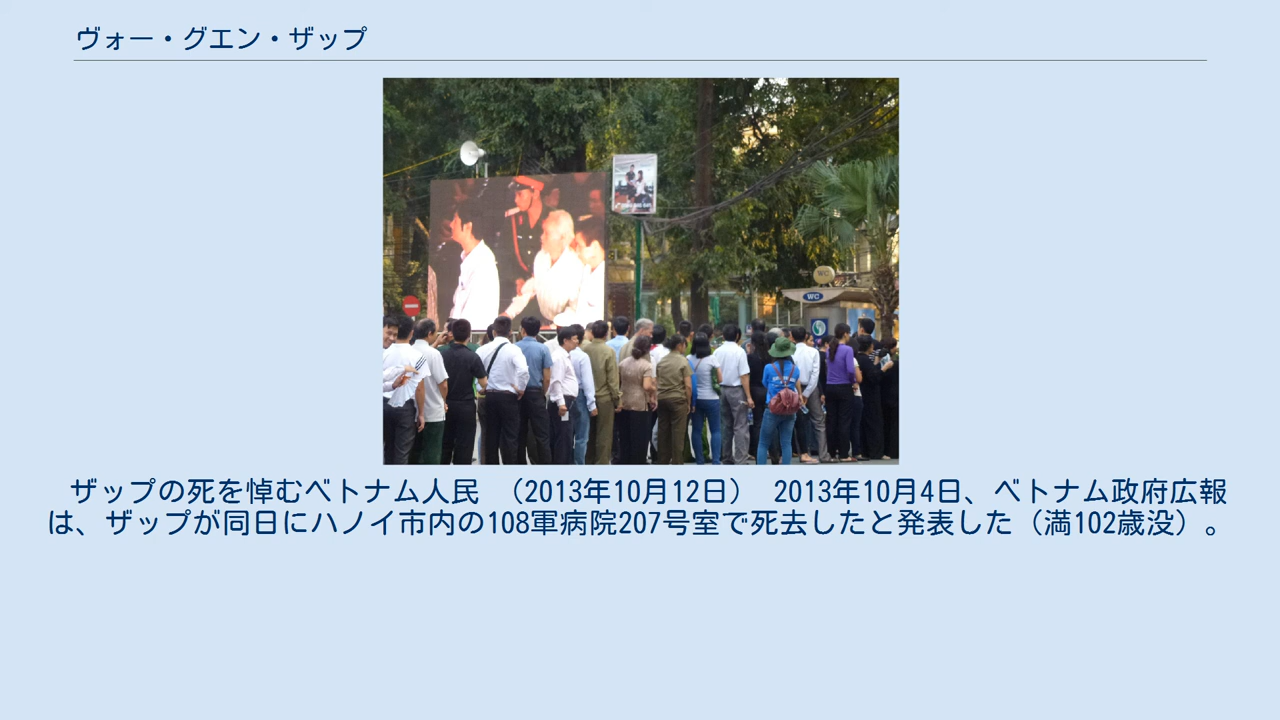 ヴォー・グエン・ザップ
WC
WC
ザップの死を悼むベトナム人民 （2013年10月12日） 2013年10月4日、ベトナム政府広報
は、ザップが同日にハノイ市内の108軍病院207号室で死去したと発表した（満102歳没）。